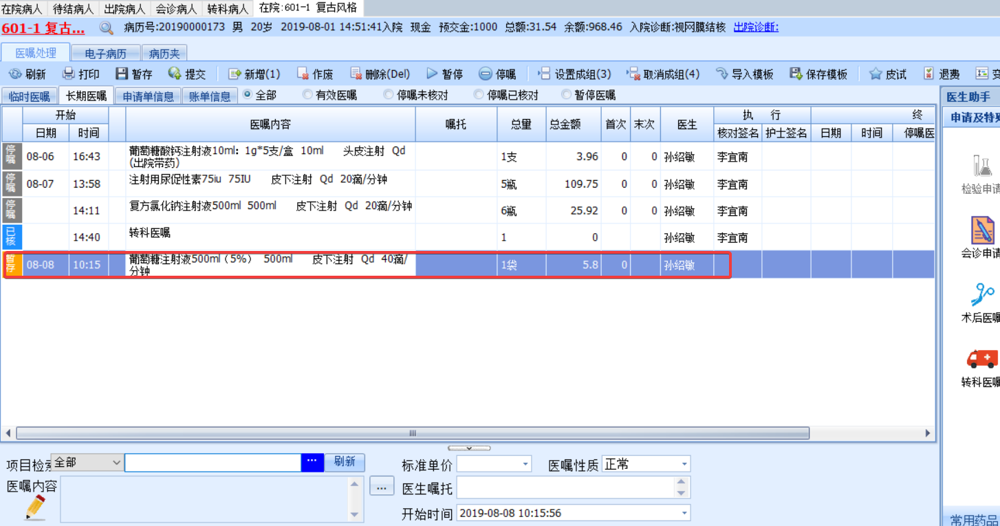 在院病人 待结病人 出院病人 会诊病人 转科病人 在院:601-1 复古风格
601-1 复古... 病历号:20190000173 男 20岁 2019-08-01 14:51:41入院 现金 预交金:1000 总额:31.54 余额:968.46 入院诊断:视网膜结核 出院诊断:
医嘱处理 电子病历 病历夹
刷新 打印 暂存 提交 新增(1) 作废 删除(Del) 暂停 停嘱 设置成组(3) 取消成组(4) 导入模板 保存模板 皮试 退费 变
临时医嘱 长期医嘱 申请单信息 账单信息 全部 有效医嘱 停嘱未核对 停嘱已核对 暂停医嘱
开始 医嘱内容 嘱托 总量 总金额 首次 末次 医生 执 行 终
日期 时间 核对签名 护士签名 日期 时间 停嘱医
停嘱 08-06 16:43 葡萄糖酸钙注射液10ml: 1g*5支/盒 10ml 头皮注射 Qd 1支 3.96 0 0 孙绍敏 李宜南
(出院带药)
停嘱 08-07 13:58 注射用尿促性素75iu 75IU 皮下注射 Qd 20滴/分钟 5瓶 109.75 0 0 孙绍敏 李宜南
停嘱 14:11 复方氯化钠注射液500ml 500ml 皮下注射 Qd 20滴/分钟 6瓶 25.92 0 0 孙绍敏 李宜南
已核 14:40 转科医嘱 1 0 孙绍敏 李宜南
暂存 08-08 10:15 葡萄糖注射液500ml（5%） 500ml 皮下注射 Qd 40滴/ 1袋 5.8 0 孙绍敏
分钟
医生助手
申请及特殊
检验申请
会诊申请
术后医嘱
转科医嘱
常用药品
项目检索 全部 ... 刷新 标准单价 医嘱性质 正常
医嘱内容 ... 医生嘱托
开始时间 2019-08-08 10:15:56